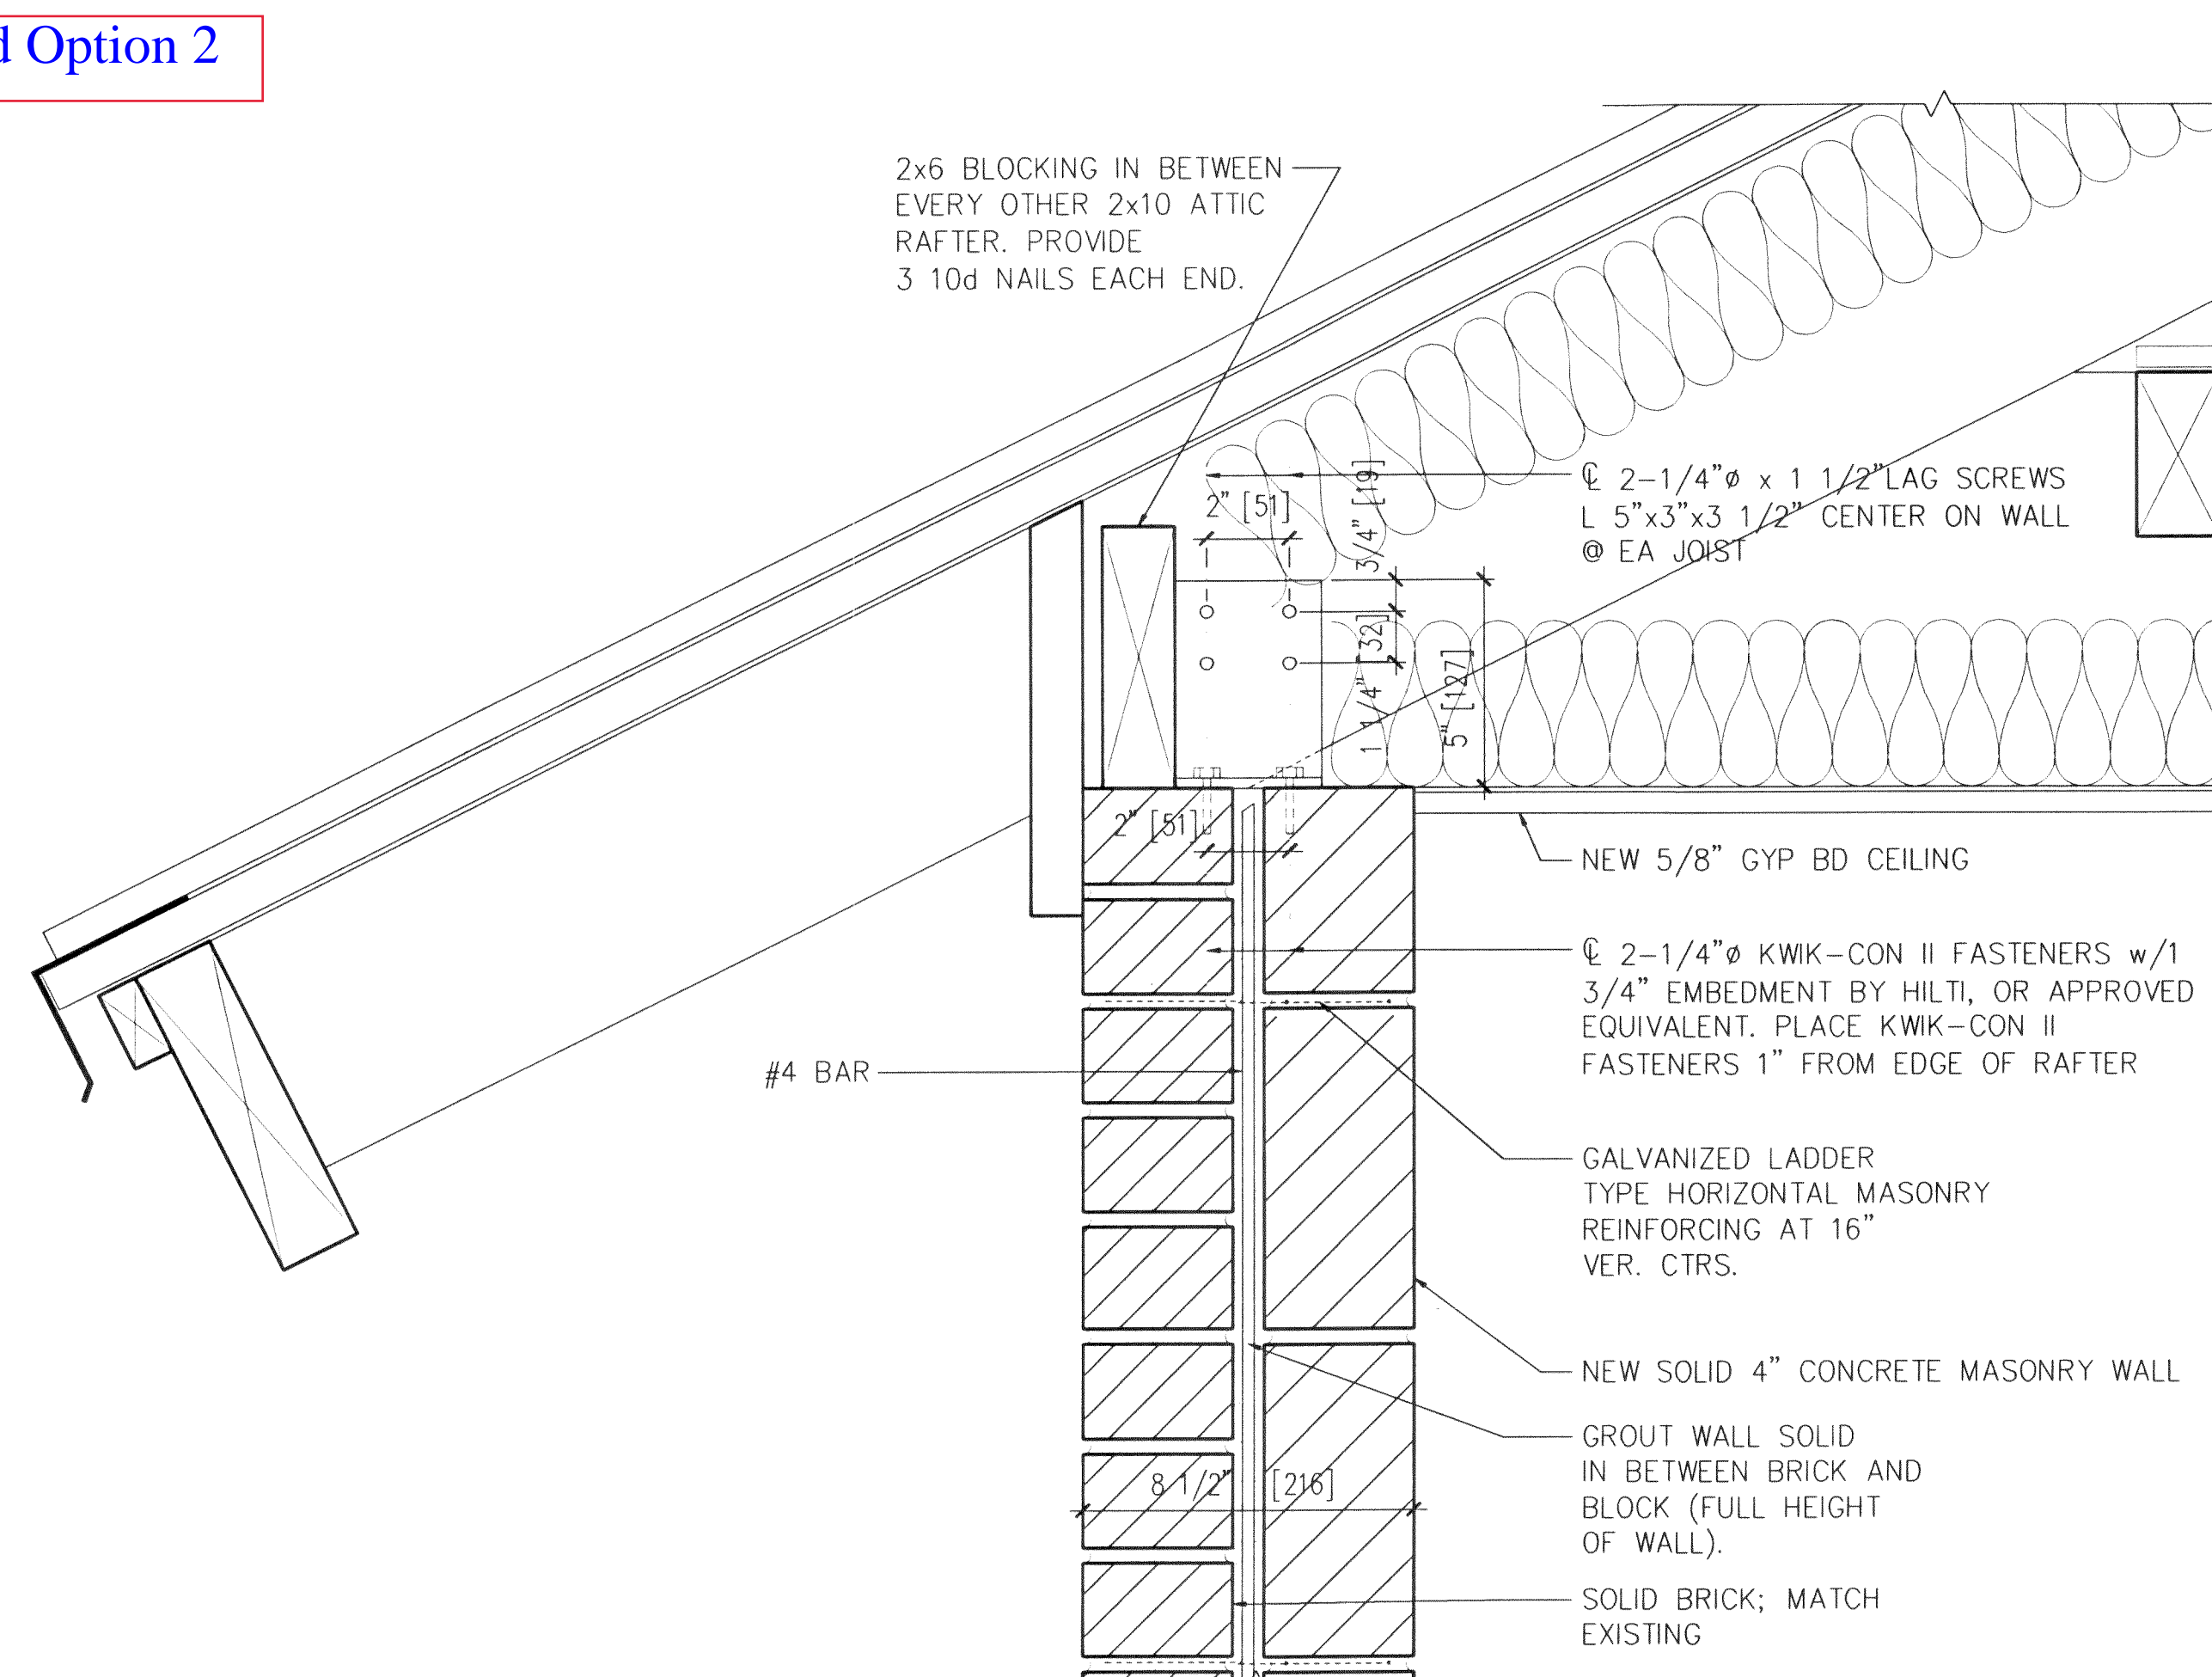 d Option 2
2x6 BLOCKING IN BETWEEN
EVERY OTHER 2x10 ATTIC
RAFTER. PROVIDE
3 10d NAILS EACH END.
2" [51]
3/4" [19]
℄ 2-1/4"ø x 1 1/2"LAG SCREWS
L 5"x3"x3 1/2" CENTER ON WALL
@ EA JOIST
1 1/4" [32]
5" [127]
2" [51]
NEW 5/8" GYP BD CEILING
℄ 2-1/4"ø KWIK-CON II FASTENERS w/1
3/4" EMBEDMENT BY HILTI, OR APPROVED
EQUIVALENT. PLACE KWIK-CON II
FASTENERS 1" FROM EDGE OF RAFTER
#4 BAR
GALVANIZED LADDER
TYPE HORIZONTAL MASONRY
REINFORCING AT 16"
VER. CTRS.
NEW SOLID 4" CONCRETE MASONRY WALL
GROUT WALL SOLID
IN BETWEEN BRICK AND
BLOCK (FULL HEIGHT
OF WALL).
8 1/2" [216]
SOLID BRICK; MATCH
EXISTING